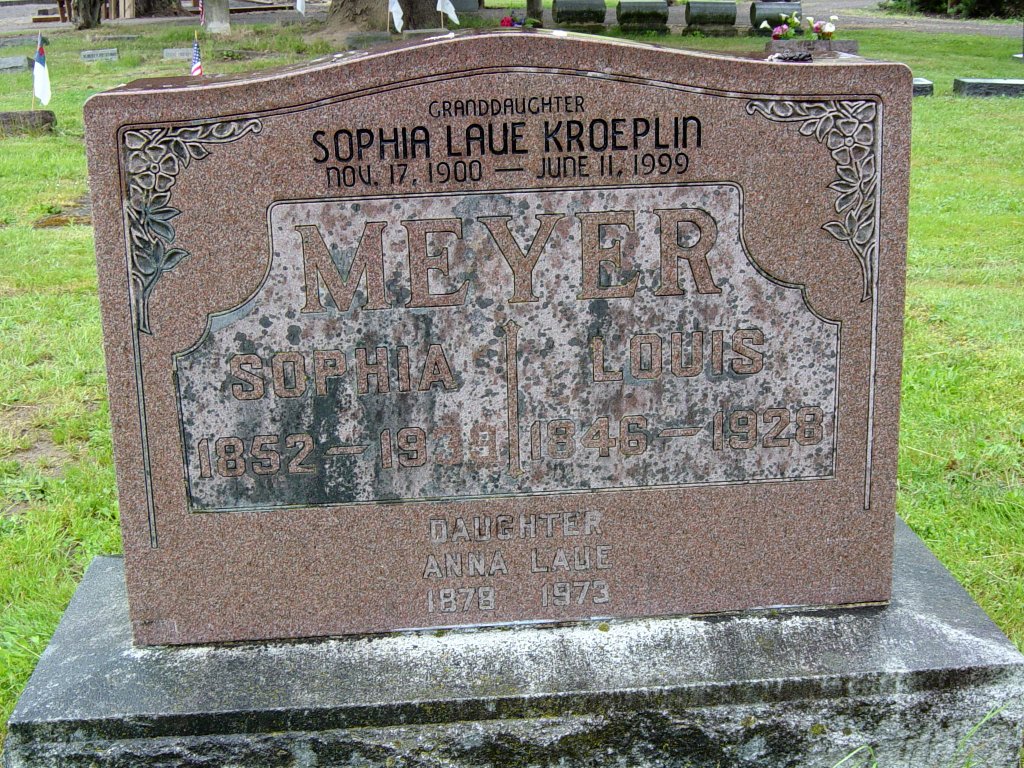 GRANDDAUGHTER
SOPHIA LAUE KROEPLIN
NOV. 17, 1900 — JUNE 11, 1999
MEYER
SOPHIA
1852 —
LOUIS
1846 — 1928
DAUGHTER
ANNA LAUE
1878 1973